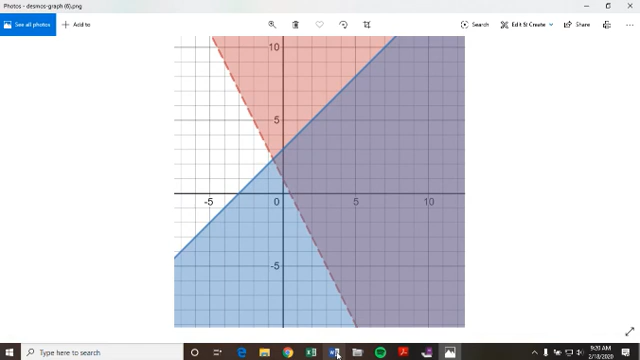 Photos - desmos-graph (6).png
See all photos
Add to
Search
Edit & Create
Share
10
5
-5
0
5
10
-5
Type here to search
9:20 AM
2/18/2020